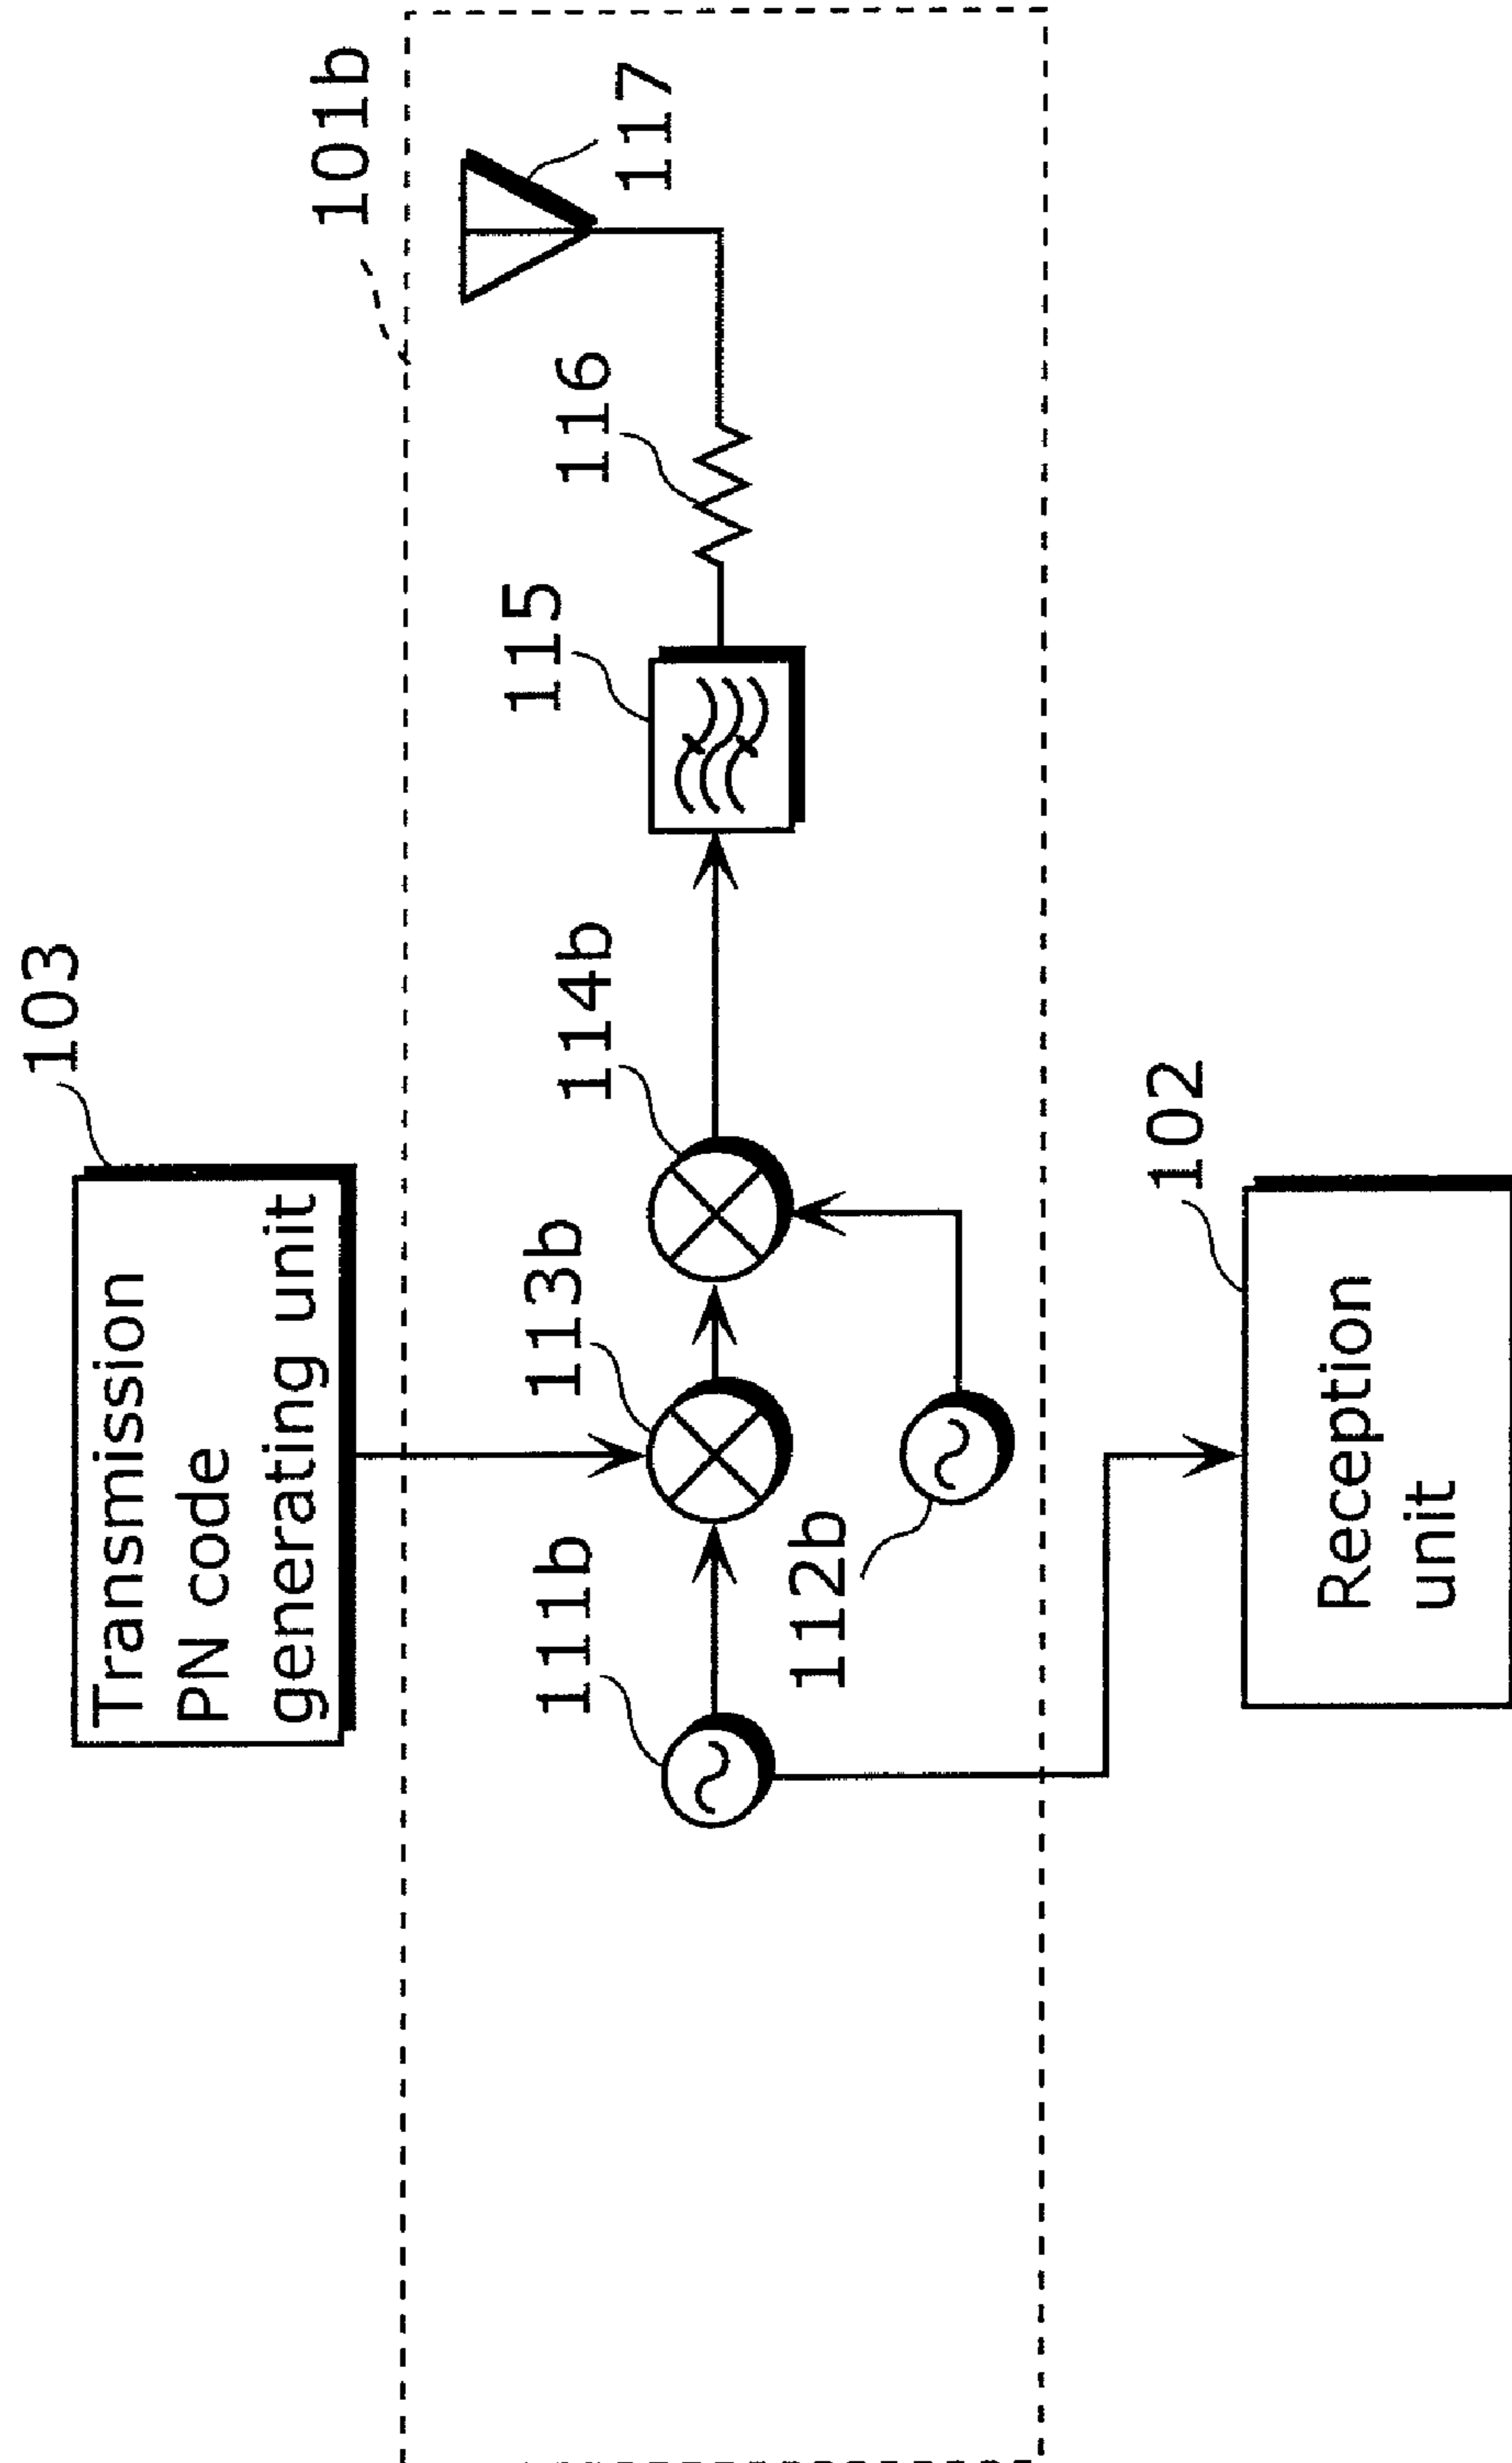 103
Transmission
PN code
generating unit
101b
111b
113b
114b
115
116
117
112b
102
Reception
unit